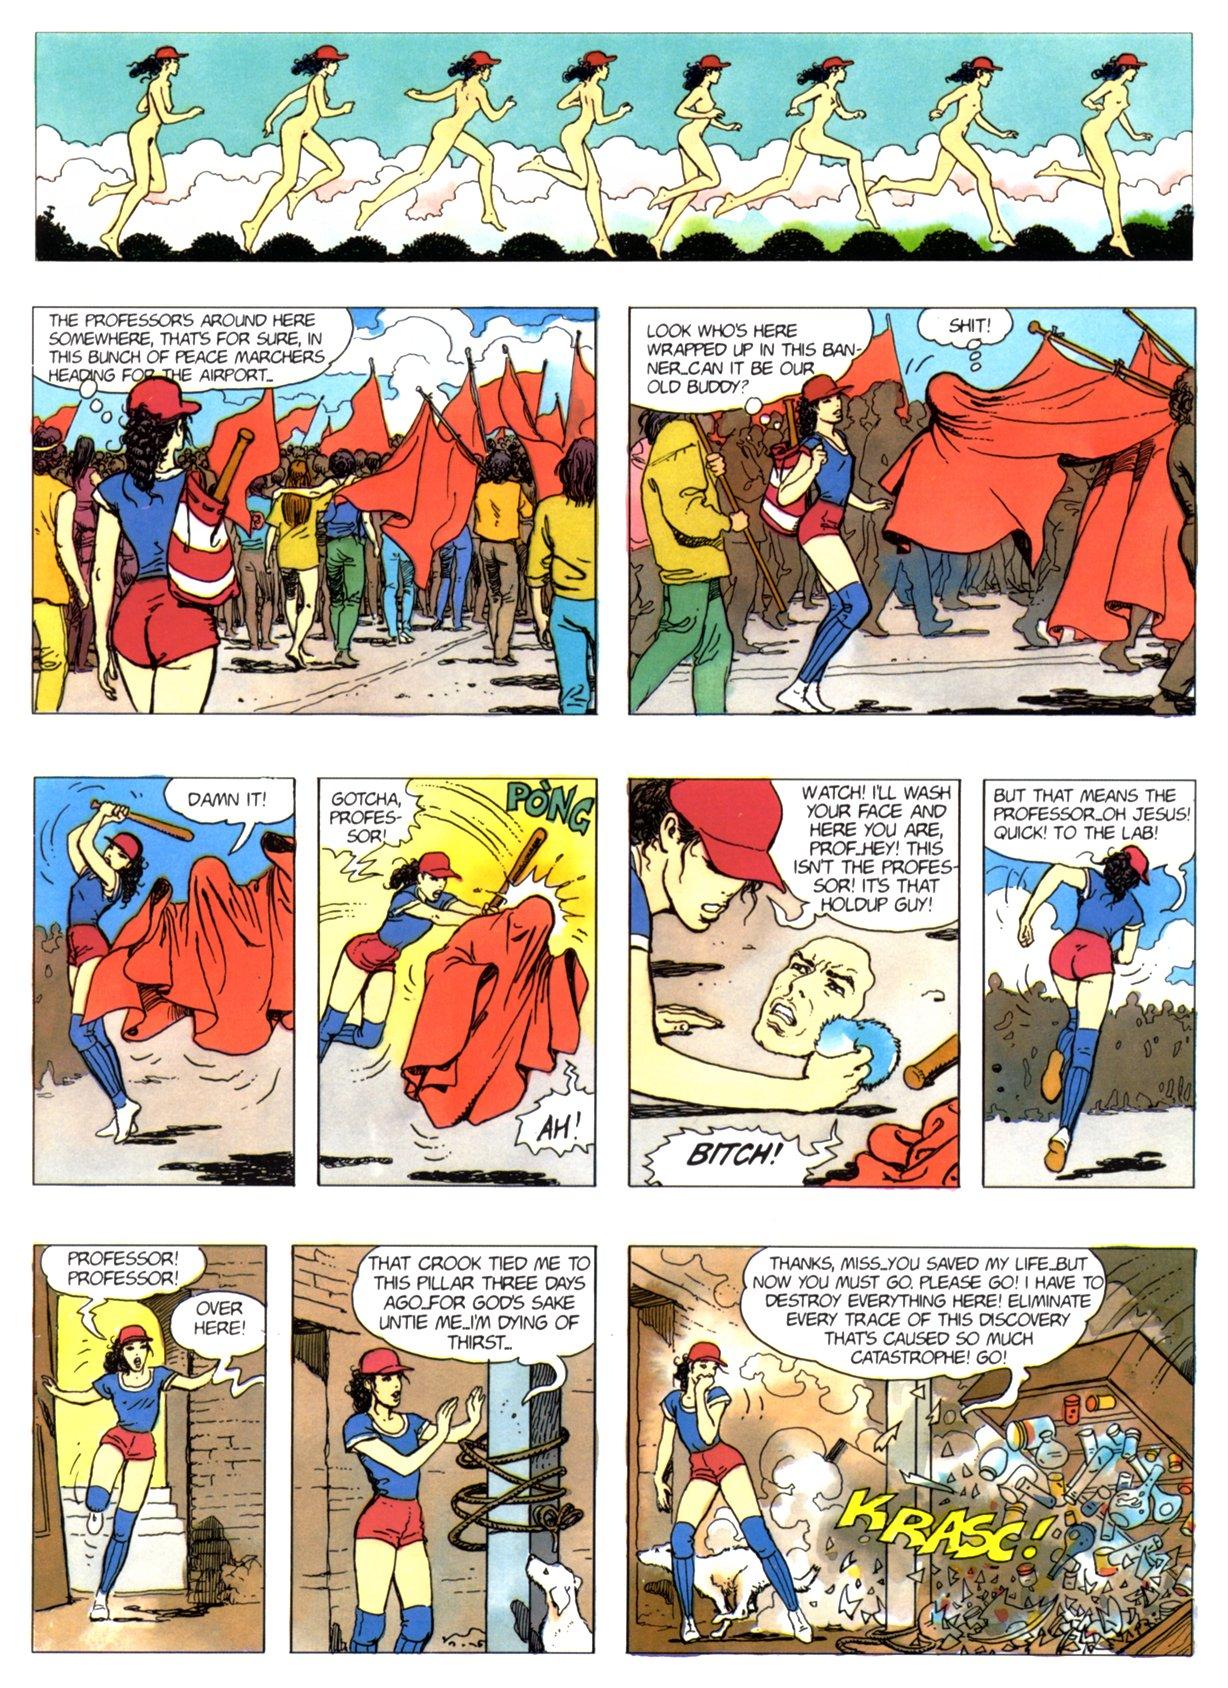 THE PROFESSOR'S AROUND HERE
SOMEWHERE, THAT'S FOR SURE, IN
THIS BUNCH OF PEACE MARCHERS
HEADING FOR THE AIRPORT...
LOOK WHO'S HERE
WRAPPED UP IN THIS BAN-
NER...CAN IT BE OUR
OLD BUDDY?
SHIT!
DAMN IT!
GOTCHA,
PROFES-
SOR!
PÒNG
AH!
WATCH! I'LL WASH
YOUR FACE AND
HERE YOU ARE,
PROF...HEY! THIS
ISN'T THE PROFES-
SOR! IT'S THAT
HOLDUP GUY!
BITCH!
BUT THAT MEANS THE
PROFESSOR...OH JESUS!
QUICK! TO THE LAB!
PROFESSOR!
PROFESSOR!
OVER
HERE!
THAT CROOK TIED ME TO
THIS PILLAR THREE DAYS
AGO...FOR GOD'S SAKE
UNTIE ME...I'M DYING OF
THIRST...
THANKS, MISS...YOU SAVED MY LIFE...BUT
NOW YOU MUST GO. PLEASE GO! I HAVE TO
DESTROY EVERYTHING HERE! ELIMINATE
EVERY TRACE OF THIS DISCOVERY
THAT'S CAUSED SO MUCH
CATASTROPHE! GO!
KRASC!